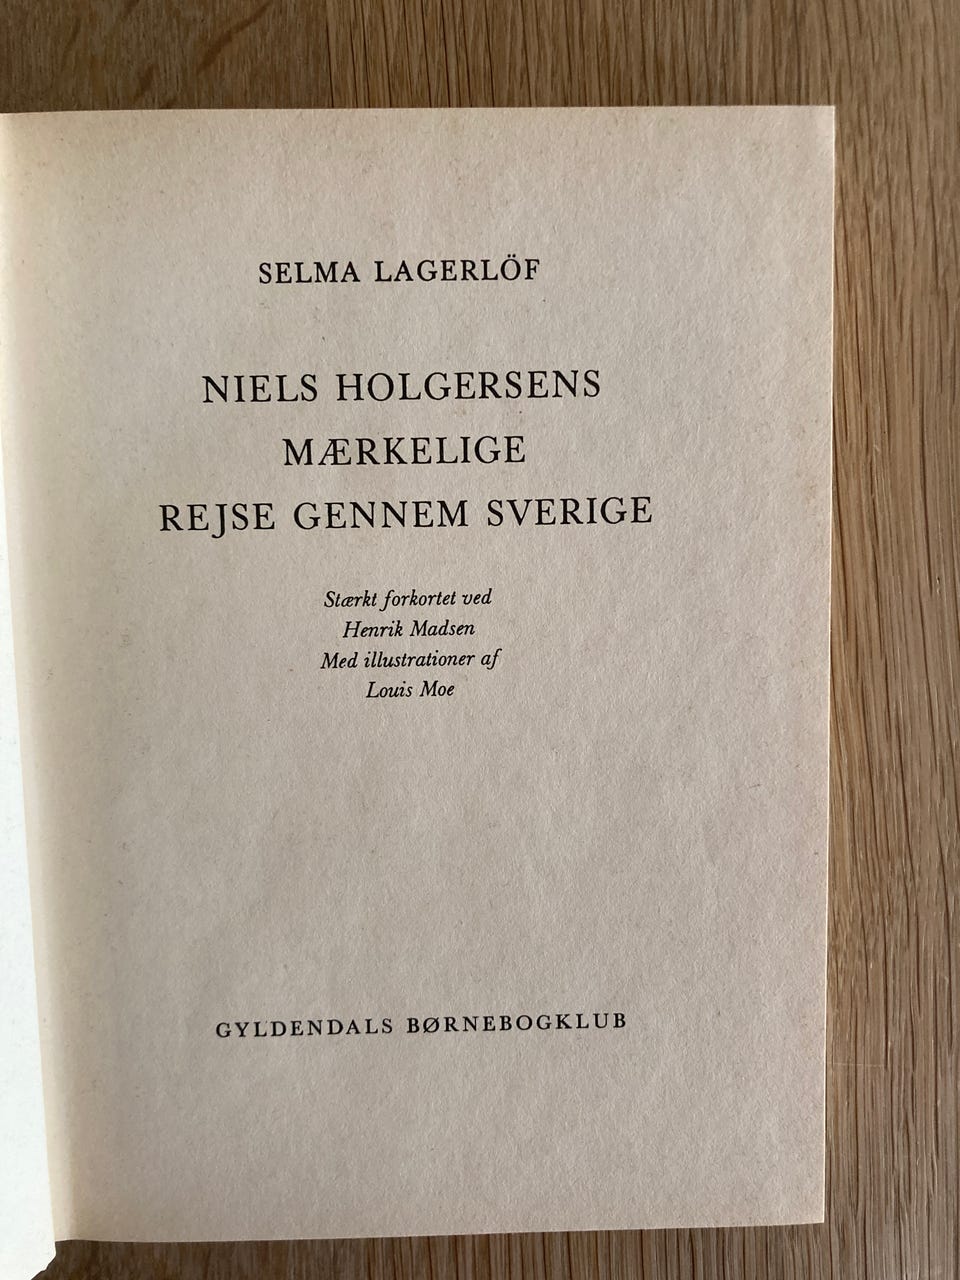 SELMA LAGERLÖF
NIELS HOLGERSENS
MÆRKELIGE
REJSE GENNEM SVERIGE
Stærkt forkortet ved
Henrik Madsen
Med illustrationer af
Louis Moe
GYLDENDALS BØRNEBOGKLUB